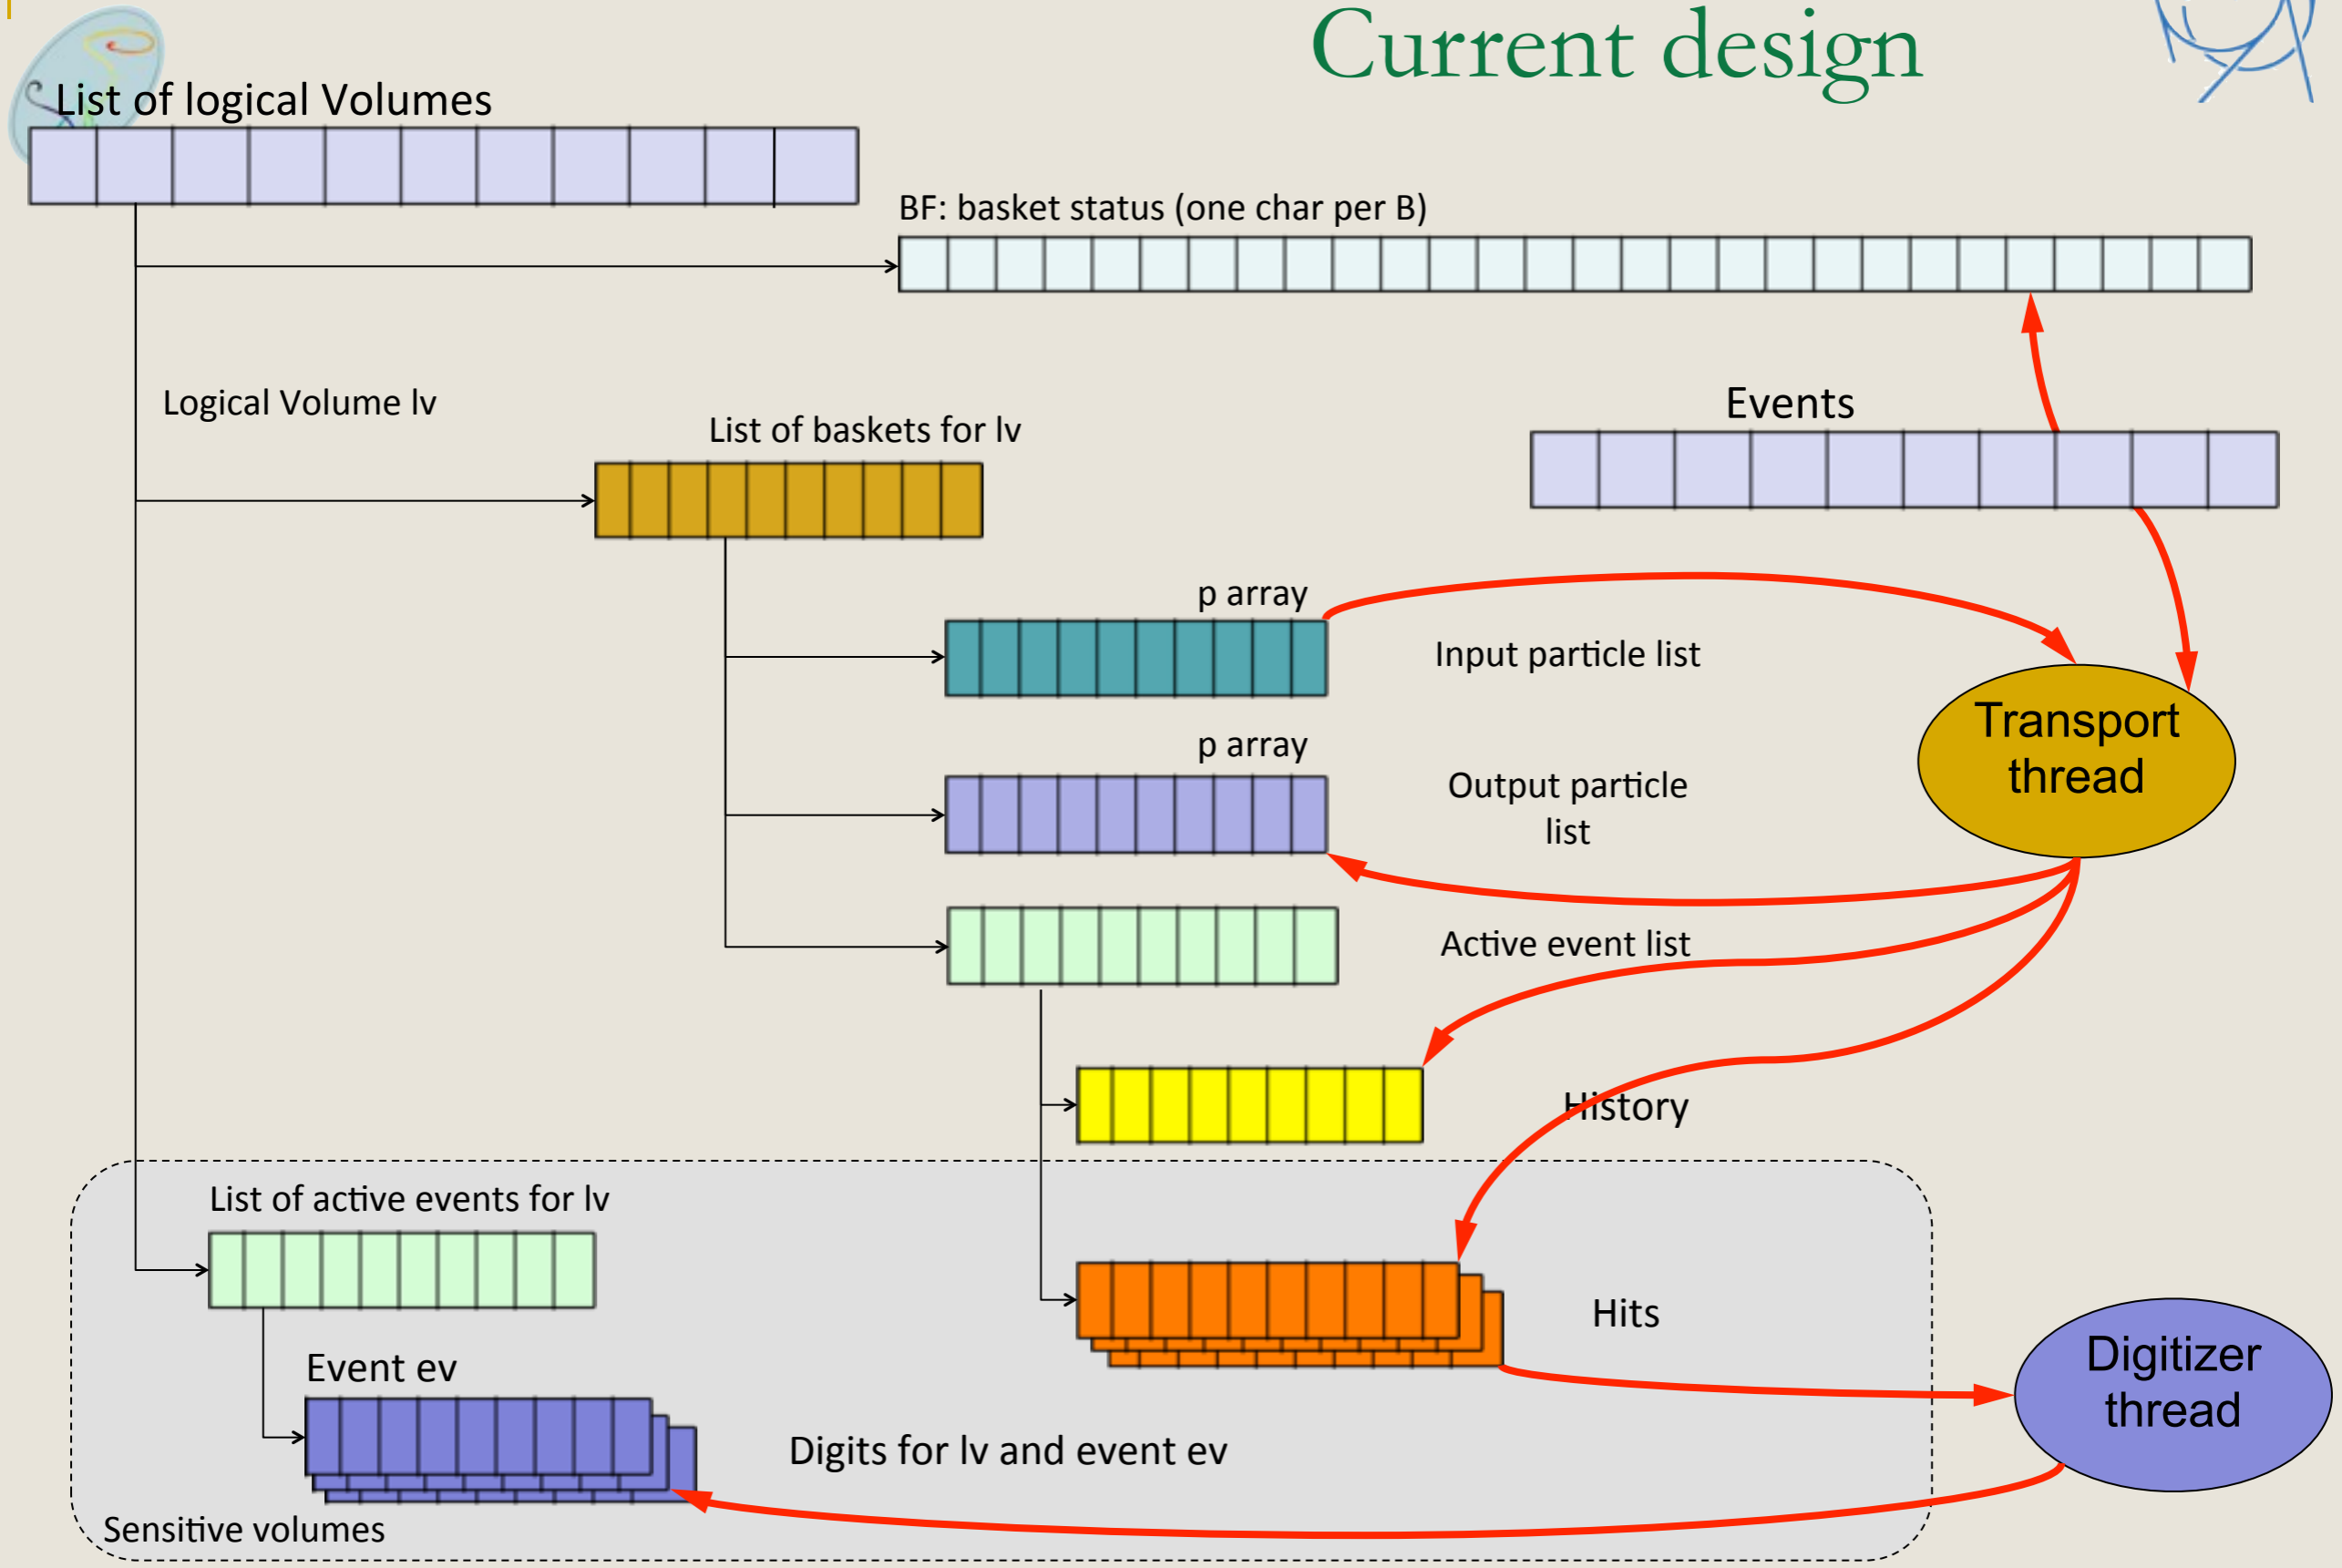 Current design
List of logical Volumes
BF: basket status (one char per B)
Logical Volume lv
List of baskets for lv
Events
p array
Input particle list
Transport
thread
p array
Output particle
list
Active event list
History
List of active events for lv
Hits
Digitizer
thread
Event ev
Digits for lv and event ev
Sensitive volumes